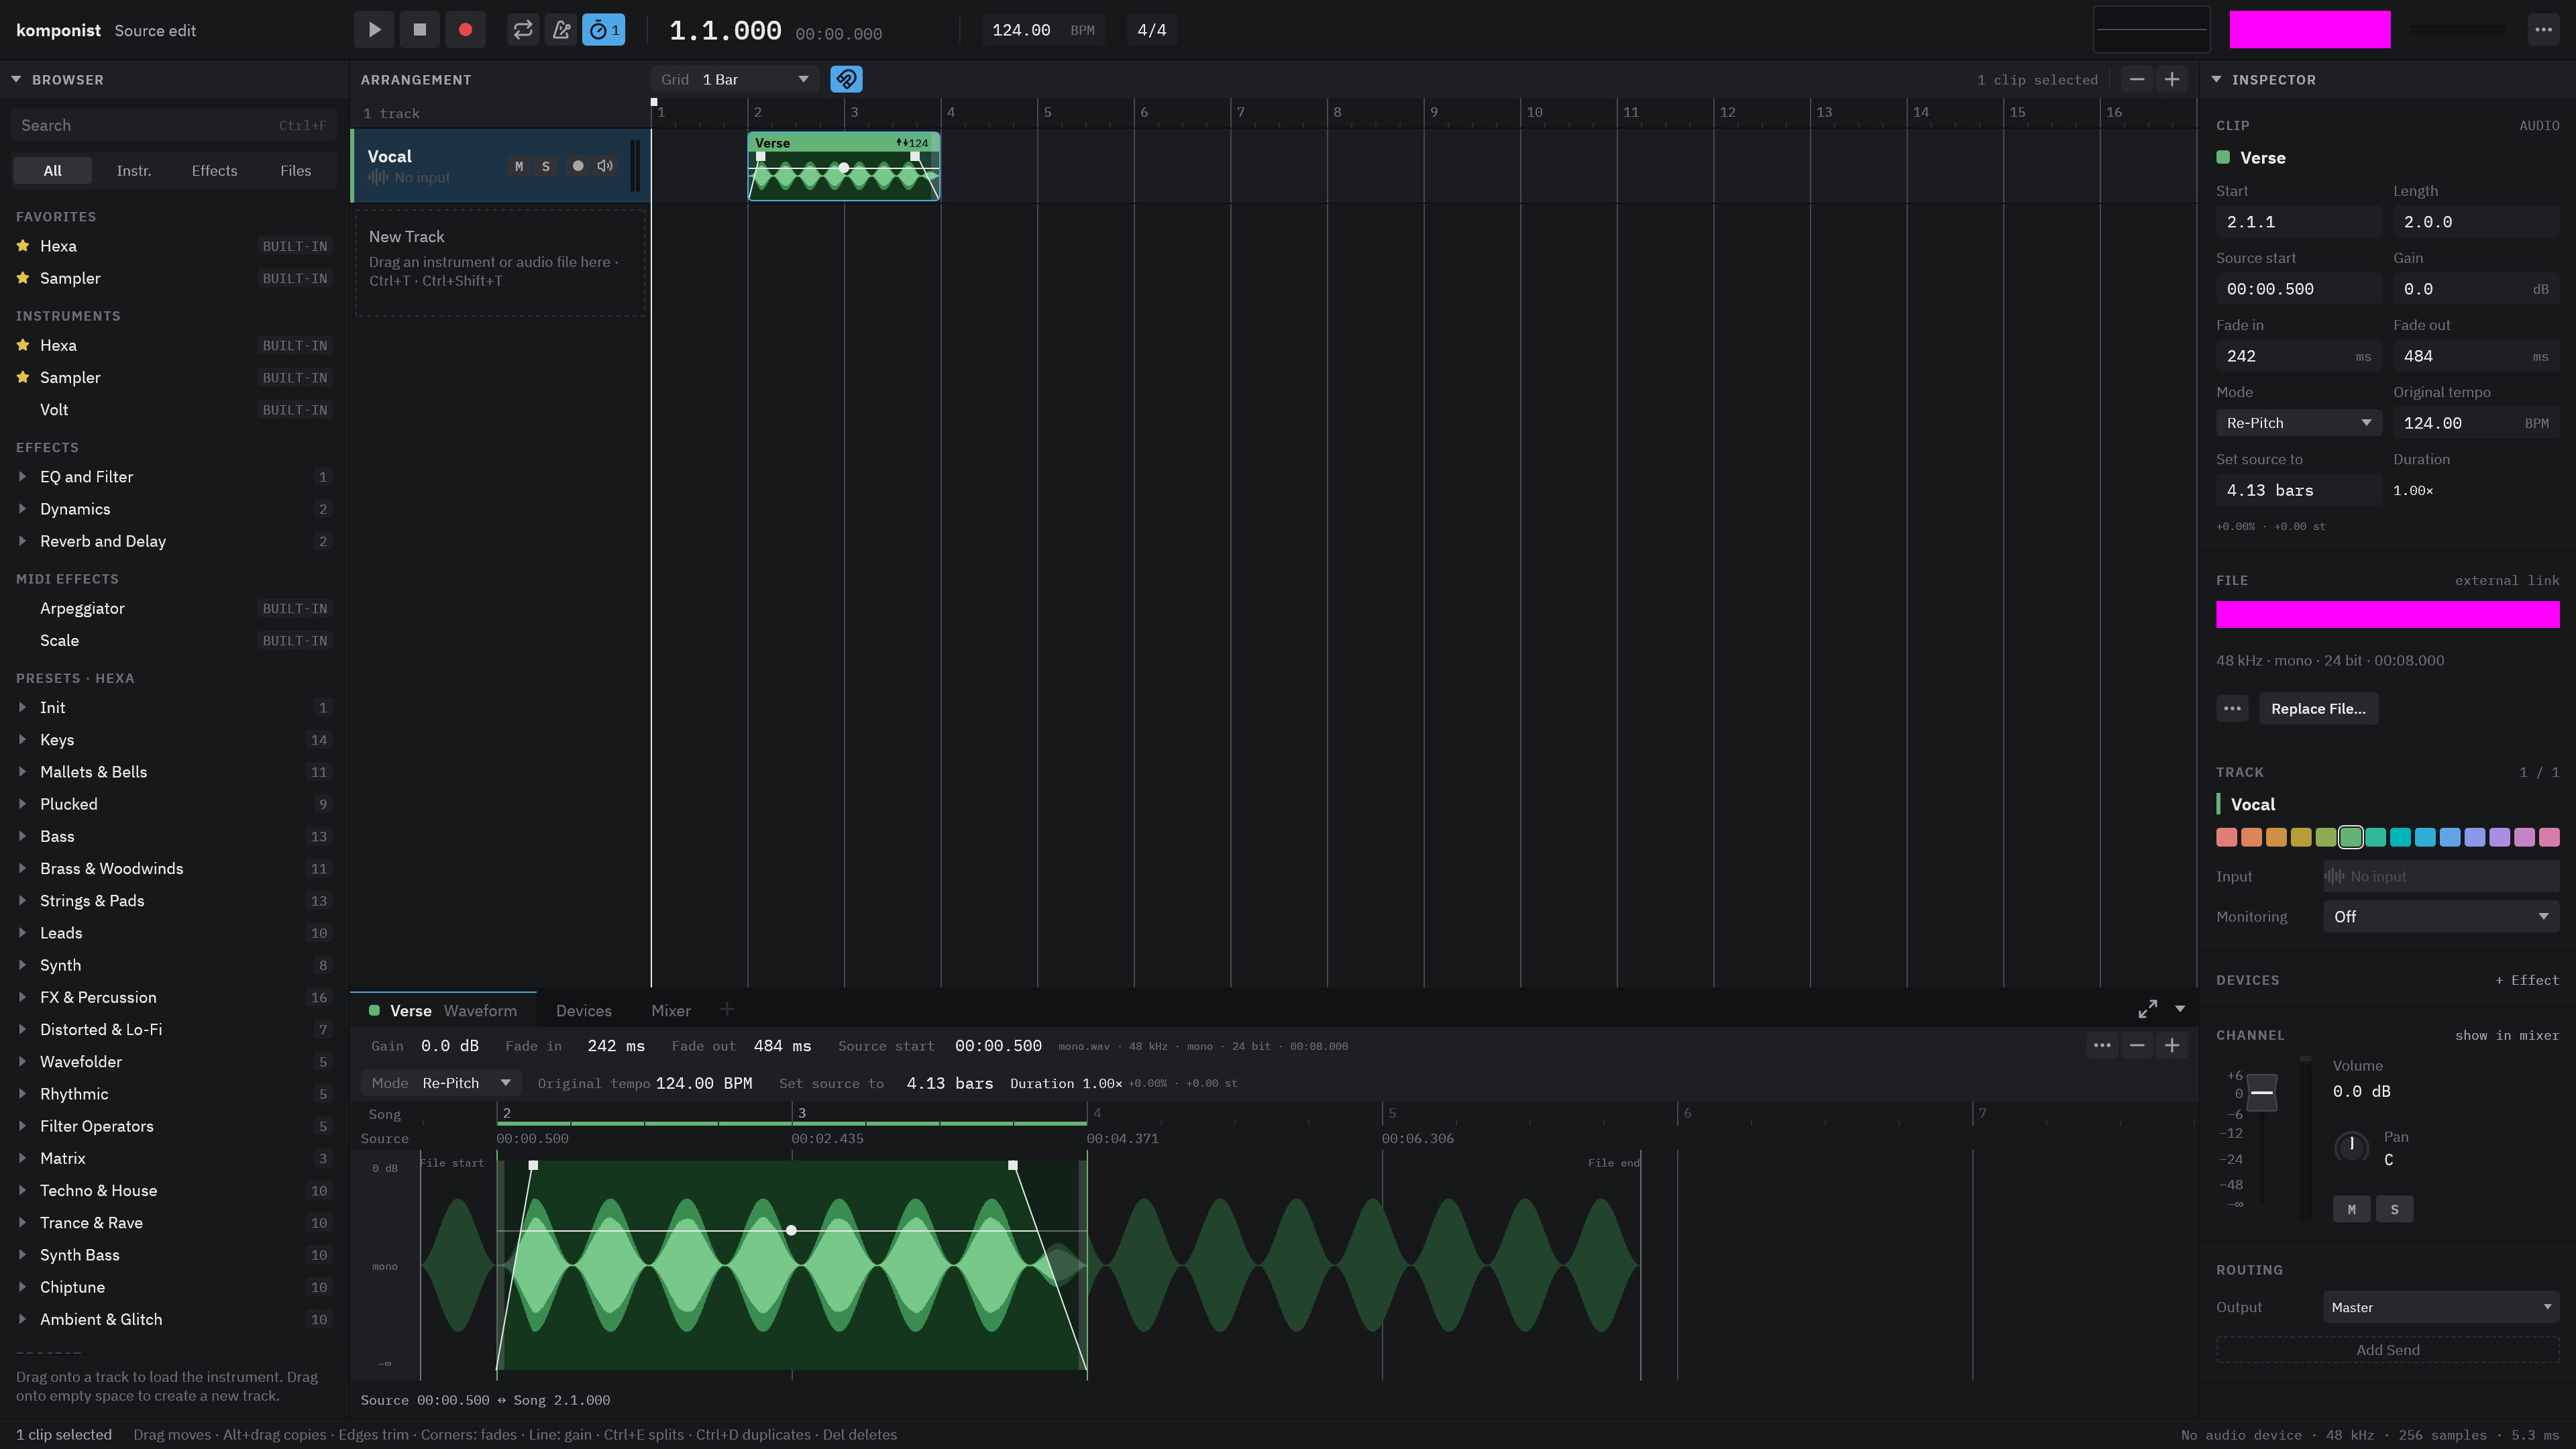 komponist Source edit
1
1.1.000 00:00.000
124.00 BPM
4/4
BROWSER
Search Ctrl+F
All Instr. Effects Files
FAVORITES
Hexa BUILT-IN
Sampler BUILT-IN
INSTRUMENTS
Hexa BUILT-IN
Sampler BUILT-IN
Volt BUILT-IN
EFFECTS
EQ and Filter 1
Dynamics 2
Reverb and Delay 2
MIDI EFFECTS
Arpeggiator BUILT-IN
Scale BUILT-IN
PRESETS · HEXA
Init 1
Keys 14
Mallets & Bells 11
Plucked 9
Bass 13
Brass & Woodwinds 11
Strings & Pads 13
Leads 10
Synth 8
FX & Percussion 16
Distorted & Lo-Fi 7
Wavefolder 5
Rhythmic 5
Filter Operators 5
Matrix 3
Techno & House 10
Trance & Rave 10
Synth Bass 10
Chiptune 10
Ambient & Glitch 10
Drag onto a track to load the instrument. Drag
onto empty space to create a new track.
ARRANGEMENT
Grid 1 Bar
1 clip selected
1 track
1 2 3 4 5 6 7 8 9 10 11 12 13 14 15 16
Vocal
No input
M S
Verse 124
New Track
Drag an instrument or audio file here ·
Ctrl+T · Ctrl+Shift+T
Verse Waveform Devices Mixer
Gain 0.0 dB Fade in 242 ms Fade out 484 ms Source start 00:00.500 mono.wav · 48 kHz · mono · 24 bit · 00:08.000
Mode Re-Pitch Original tempo 124.00 BPM Set source to 4.13 bars Duration 1.00× +0.00% · +0.00 st
Song 2 3 4 5 6 7
Source 00:00.500 00:02.435 00:04.371 00:06.306
0 dB File start File end
mono
−∞
Source 00:00.500 ↔ Song 2.1.000
INSPECTOR
CLIP AUDIO
Verse
Start Length
2.1.1 2.0.0
Source start Gain
00:00.500 0.0 dB
Fade in Fade out
242 ms 484 ms
Mode Original tempo
Re-Pitch 124.00 BPM
Set source to Duration
4.13 bars 1.00×
+0.00% · +0.00 st
FILE external link
48 kHz · mono · 24 bit · 00:08.000
Replace File...
TRACK 1 / 1
Vocal
Input No input
Monitoring Off
DEVICES + Effect
CHANNEL show in mixer
+6
0
−6
−12
−24
−48
−∞
Volume
0.0 dB
Pan
C
M S
ROUTING
Output Master
Add Send
1 clip selected Drag moves · Alt+drag copies · Edges trim · Corners: fades · Line: gain · Ctrl+E splits · Ctrl+D duplicates · Del deletes
No audio device · 48 kHz · 256 samples · 5.3 ms